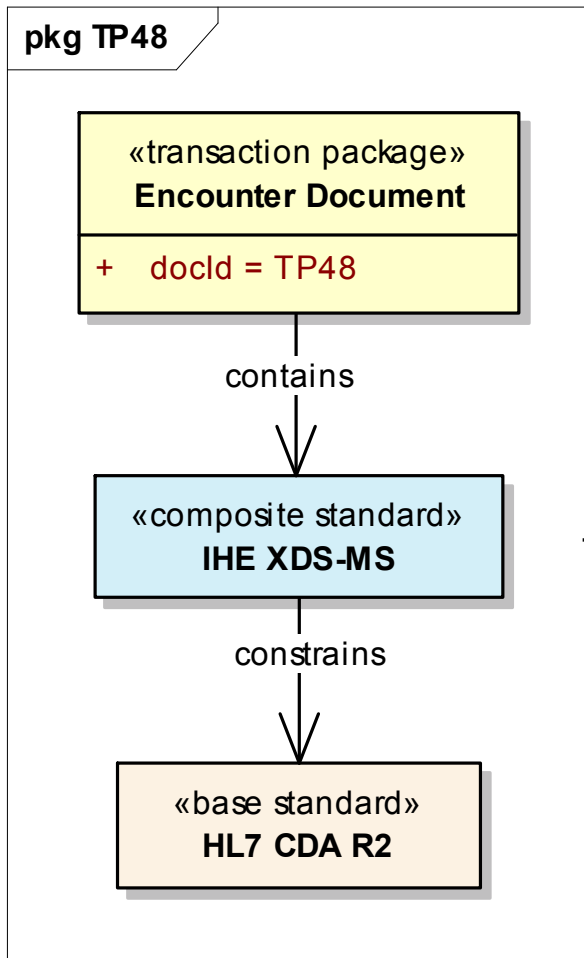 pkg TP48
«transaction package»
Encounter Document
+ docId = TP48
contains
«composite standard»
IHE XDS-MS
constrains
«base standard»
HL7 CDA R2